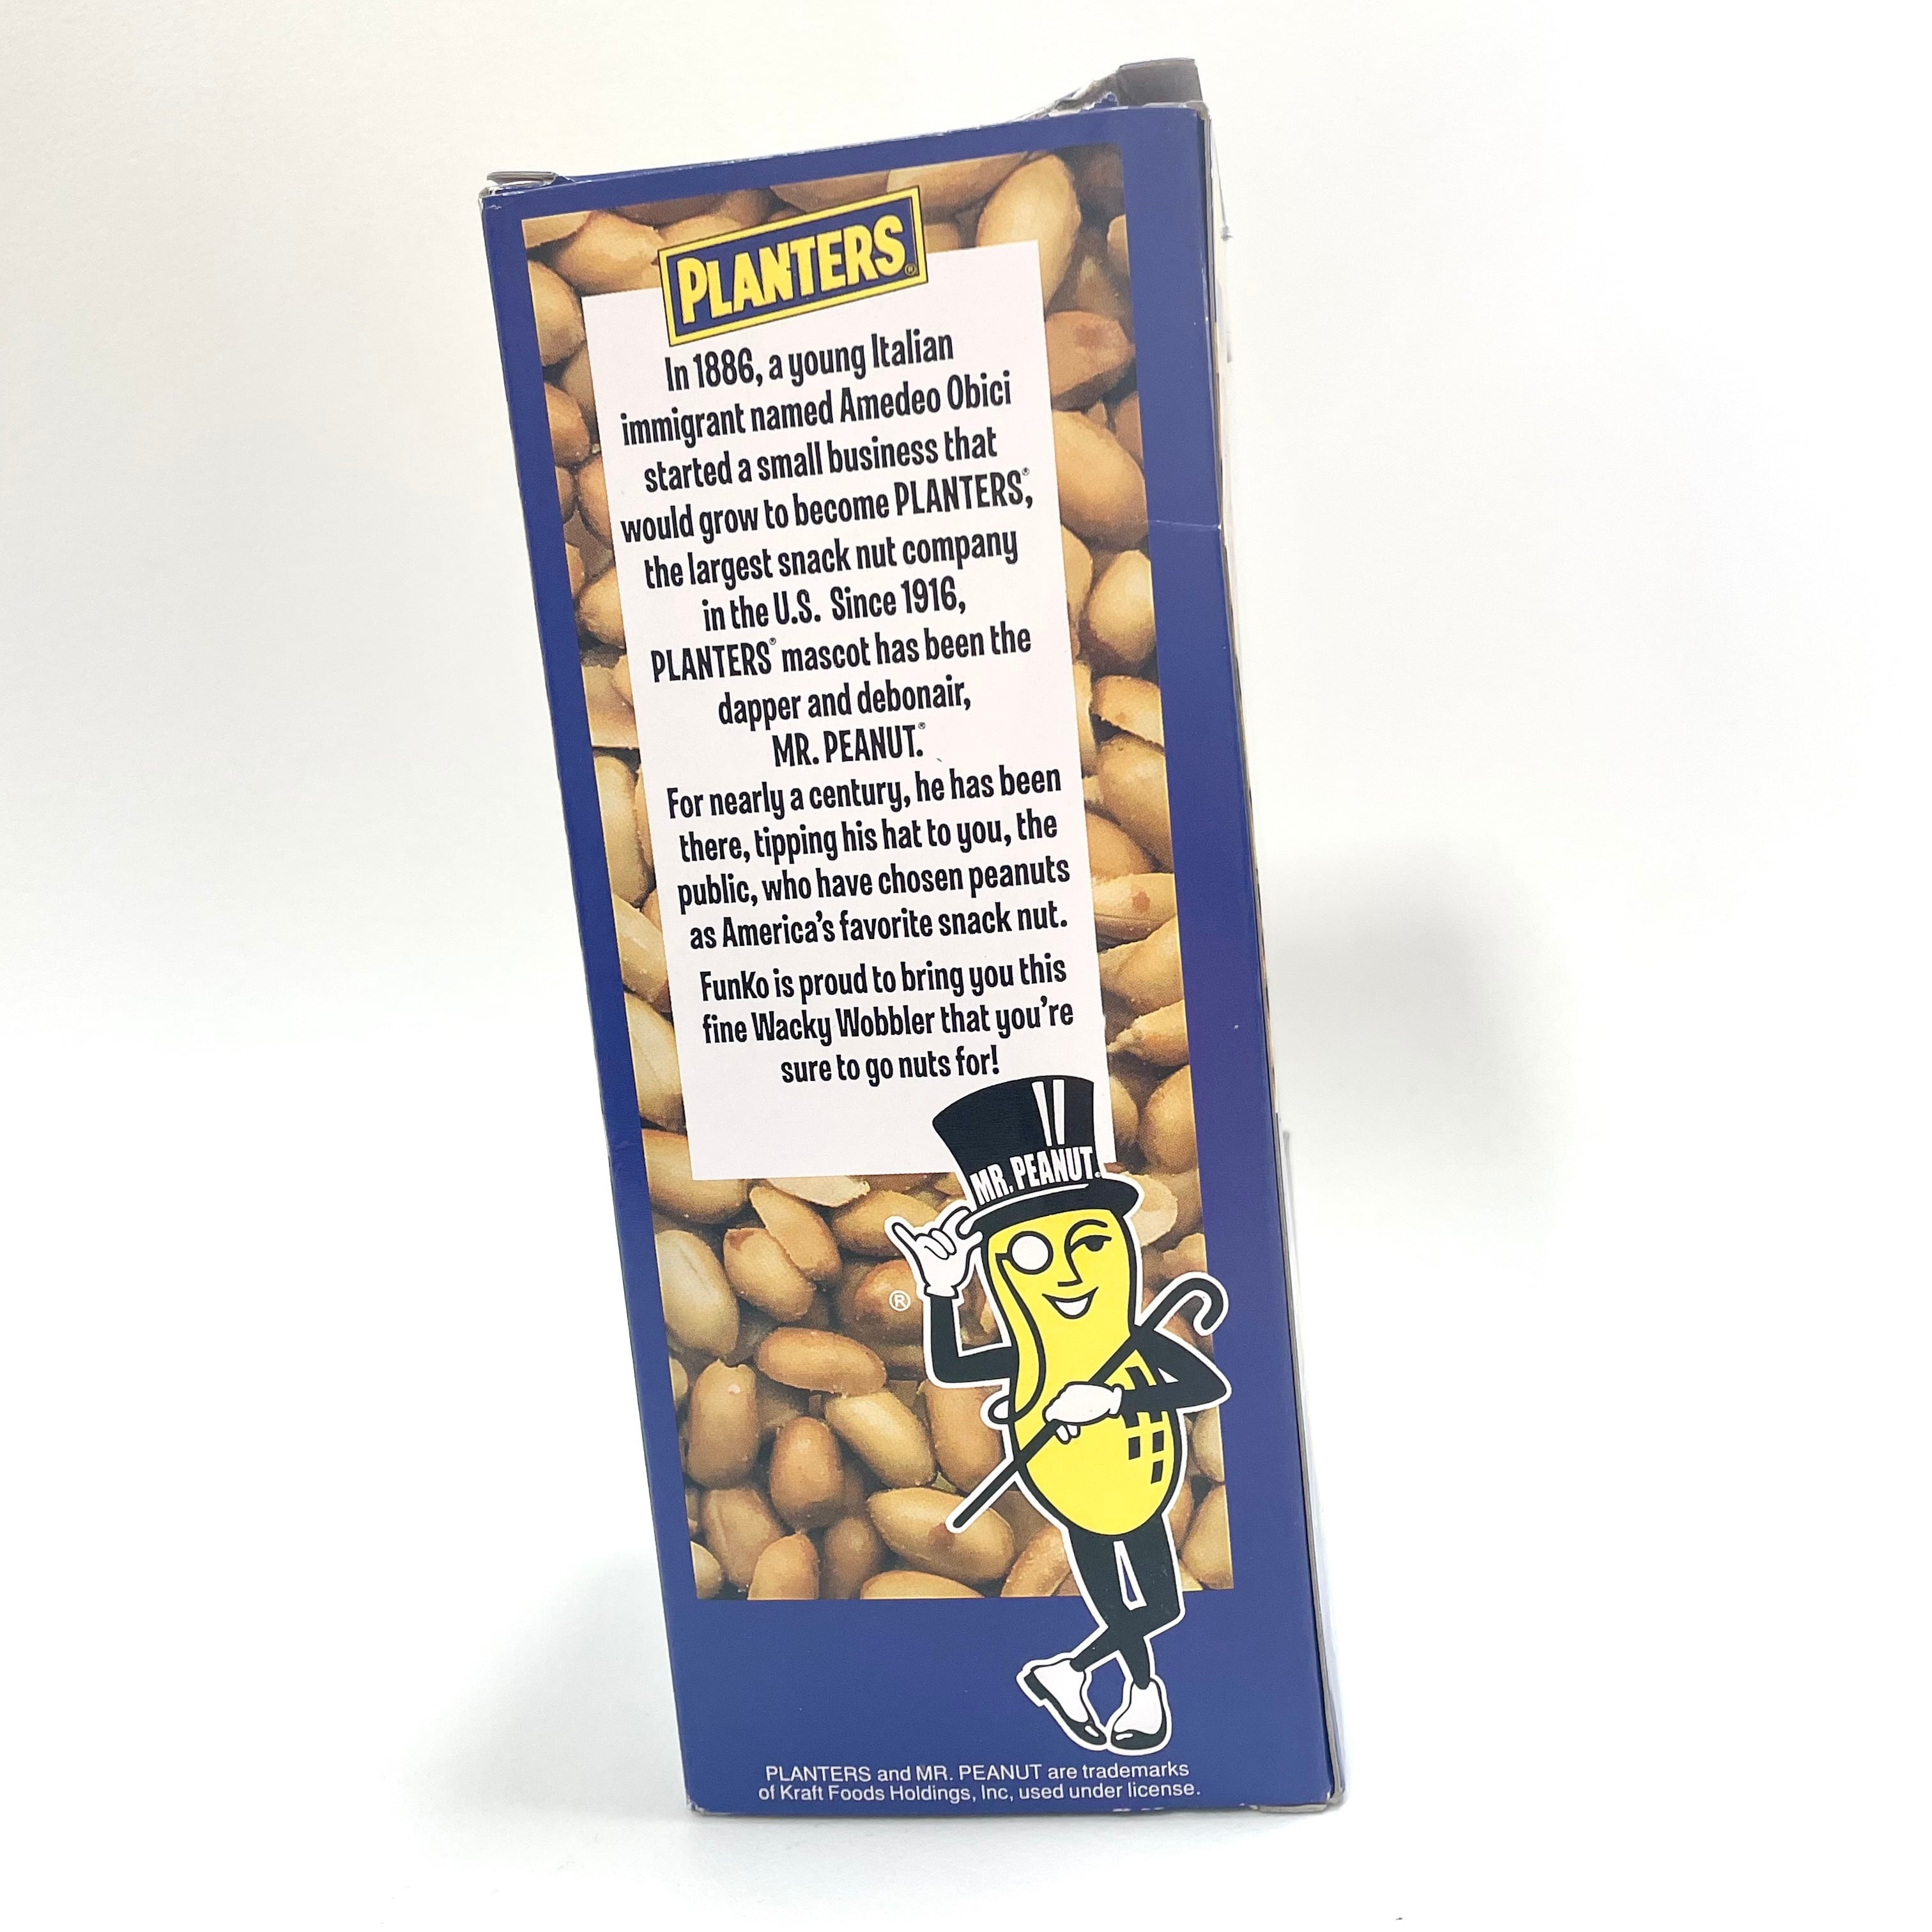 PLANTERS®
In 1886, a young Italian
immigrant named Amedeo Obici
started a small business that
would grow to become PLANTERS®,
the largest snack nut company
in the U.S. Since 1916,
PLANTERS® mascot has been the
dapper and debonair,
MR. PEANUT.®
For nearly a century, he has been
there, tipping his hat to you, the
public, who have chosen peanuts
as America's favorite snack nut.
FunKo is proud to bring you this
fine Wacky Wobbler that you're
sure to go nuts for!
MR. PEANUT.
®
PLANTERS and MR. PEANUT are trademarks
of Kraft Foods Holdings, Inc, used under license.